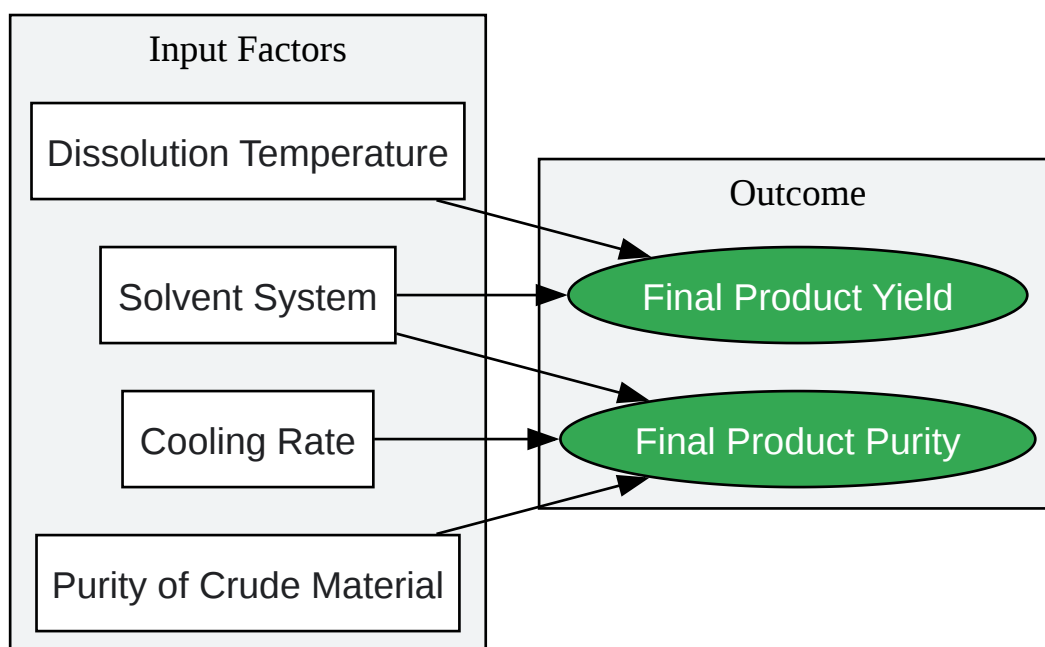 Input Factors
Dissolution Temperature
Solvent System
Cooling Rate
Purity of Crude Material
Outcome
Final Product Yield
Final Product Purity